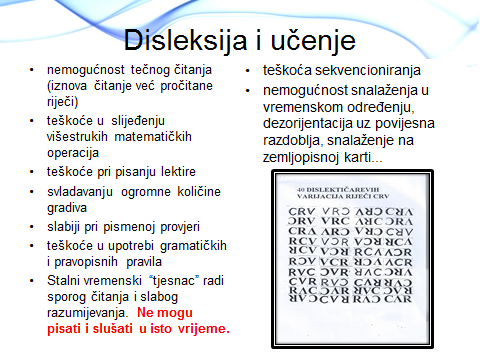 Disleksija i učenje
• nemogućnost tečnog čitanja
(iznova čitanje već pročitane
riječi)
• teškoće u slijeđenju
višestrukih matematičkih
operacija
• teškoće pri pisanju lektire
• svladavanju ogromne količine
gradiva
• slabiji pri pismenoj provjeri
• teškoće u upotrebi gramatičkih
i pravopisnih pravila
• Stalni vremenski “tjesnac” radi
sporog čitanja i slabog
razumijevanja. Ne mogu
pisati i slušati u isto vrijeme.
• teškoća sekvencioniranja
• nemogućnost snalaženja u
vremenskom određenju,
dezorijentacija uz povijesna
razdoblja, snalaženje na
zemljopisnoj karti...
40 DISLEKTIČAREVIH
VARIJACIJA RIJEČI CRV